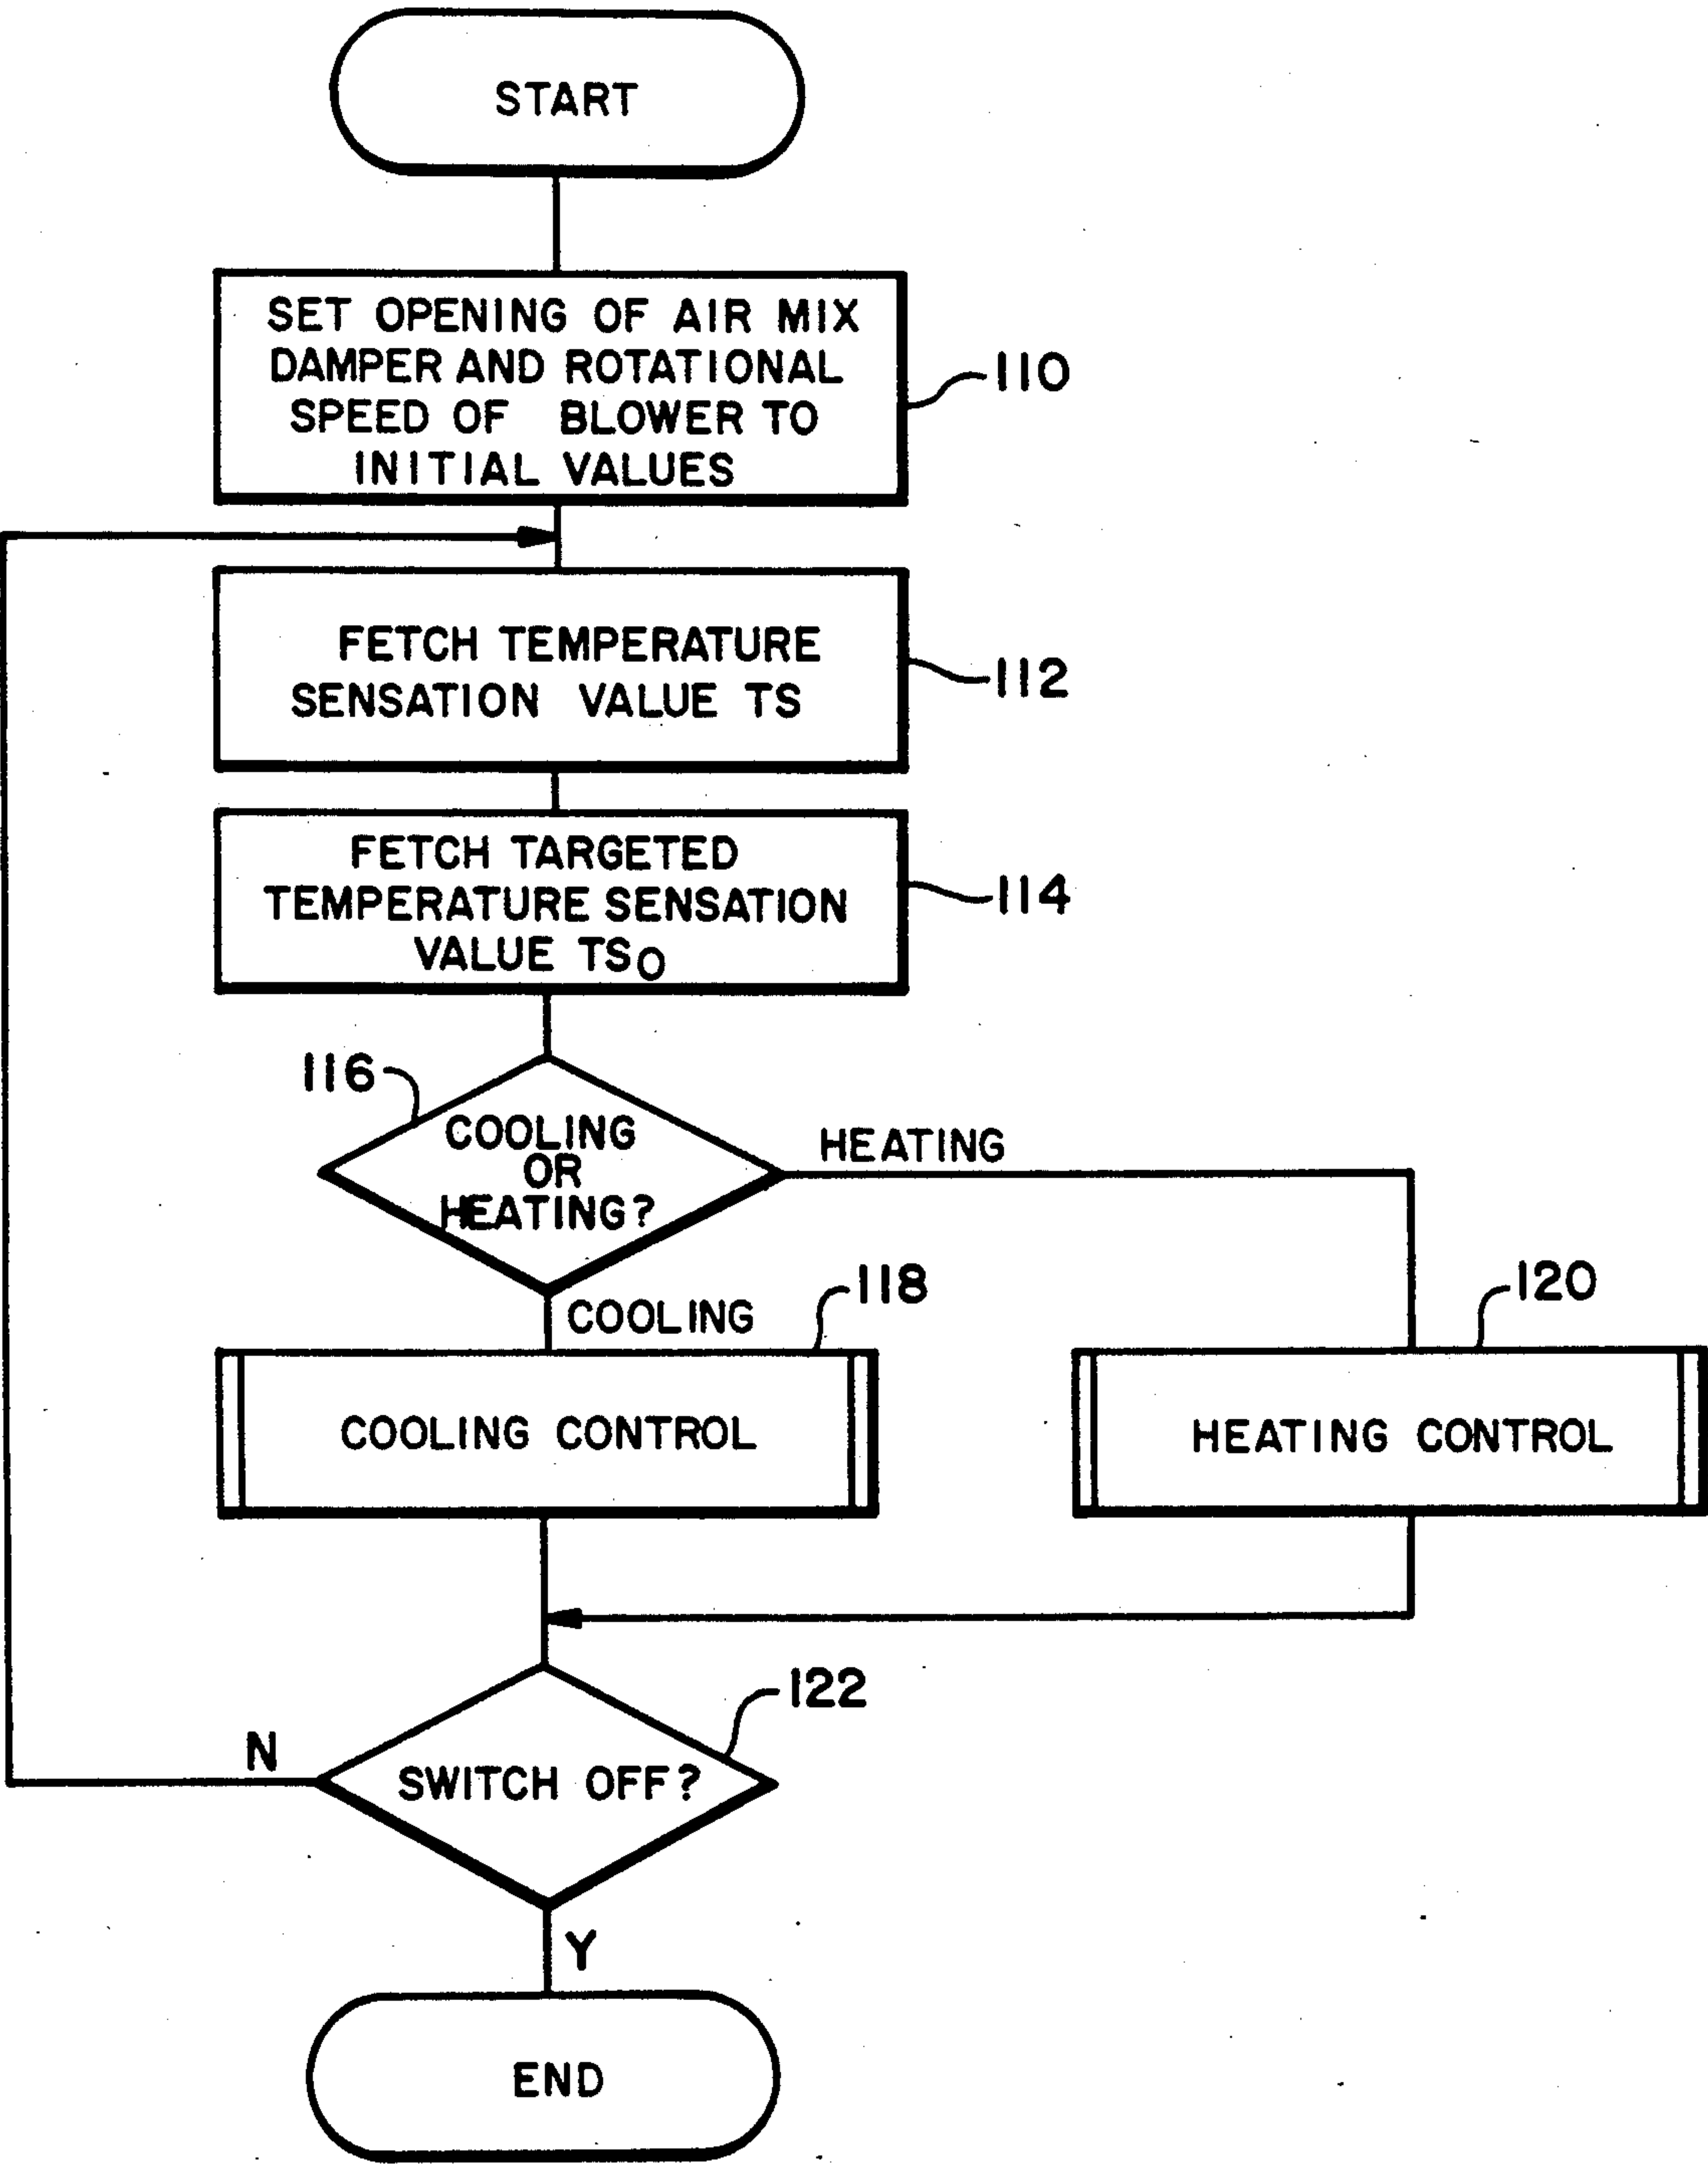 START
SET OPENING OF AIR MIX
DAMPER AND ROTATIONAL
SPEED OF BLOWER TO
INITIAL VALUES
110
FETCH TEMPERATURE
SENSATION VALUE TS
112
FETCH TARGETED
TEMPERATURE SENSATION
VALUE TSO
114
116
COOLING
OR
HEATING?
HEATING
COOLING
118
120
COOLING CONTROL
HEATING CONTROL
122
N
SWITCH OFF?
Y
END